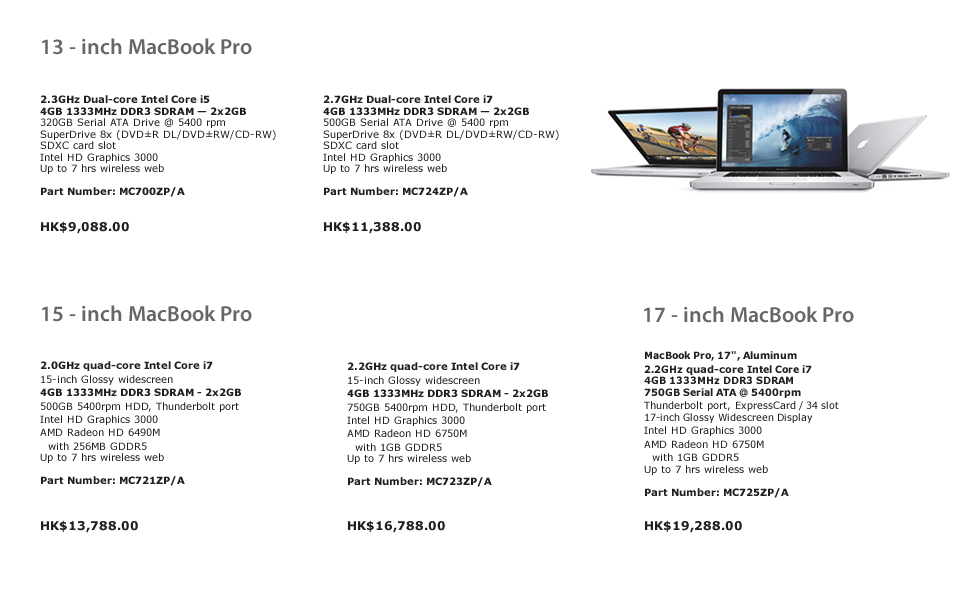 13 - inch MacBook Pro
2.3GHz Dual-core Intel Core i5
4GB 1333MHz DDR3 SDRAM — 2x2GB
320GB Serial ATA Drive @ 5400 rpm
SuperDrive 8x (DVD±R DL/DVD±RW/CD-RW)
SDXC card slot
Intel HD Graphics 3000
Up to 7 hrs wireless web
Part Number: MC700ZP/A
HK$9,088.00
2.7GHz Dual-core Intel Core i7
4GB 1333MHz DDR3 SDRAM — 2x2GB
500GB Serial ATA Drive @ 5400 rpm
SuperDrive 8x (DVD±R DL/DVD±RW/CD-RW)
SDXC card slot
Intel HD Graphics 3000
Up to 7 hrs wireless web
Part Number: MC724ZP/A
HK$11,388.00
15 - inch MacBook Pro
2.0GHz quad-core Intel Core i7
15-inch Glossy widescreen
4GB 1333MHz DDR3 SDRAM - 2x2GB
500GB 5400rpm HDD, Thunderbolt port
Intel HD Graphics 3000
AMD Radeon HD 6490M
with 256MB GDDR5
Up to 7 hrs wireless web
Part Number: MC721ZP/A
HK$13,788.00
2.2GHz quad-core Intel Core i7
15-inch Glossy widescreen
4GB 1333MHz DDR3 SDRAM - 2x2GB
750GB 5400rpm HDD, Thunderbolt port
Intel HD Graphics 3000
AMD Radeon HD 6750M
with 1GB GDDR5
Up to 7 hrs wireless web
Part Number: MC723ZP/A
HK$16,788.00
17 - inch MacBook Pro
MacBook Pro, 17", Aluminum
2.2GHz quad-core Intel Core i7
4GB 1333MHz DDR3 SDRAM
750GB Serial ATA @ 5400rpm
Thunderbolt port, ExpressCard / 34 slot
17-inch Glossy Widescreen Display
Intel HD Graphics 3000
AMD Radeon HD 6750M
with 1GB GDDR5
Up to 7 hrs wireless web
Part Number: MC725ZP/A
HK$19,288.00